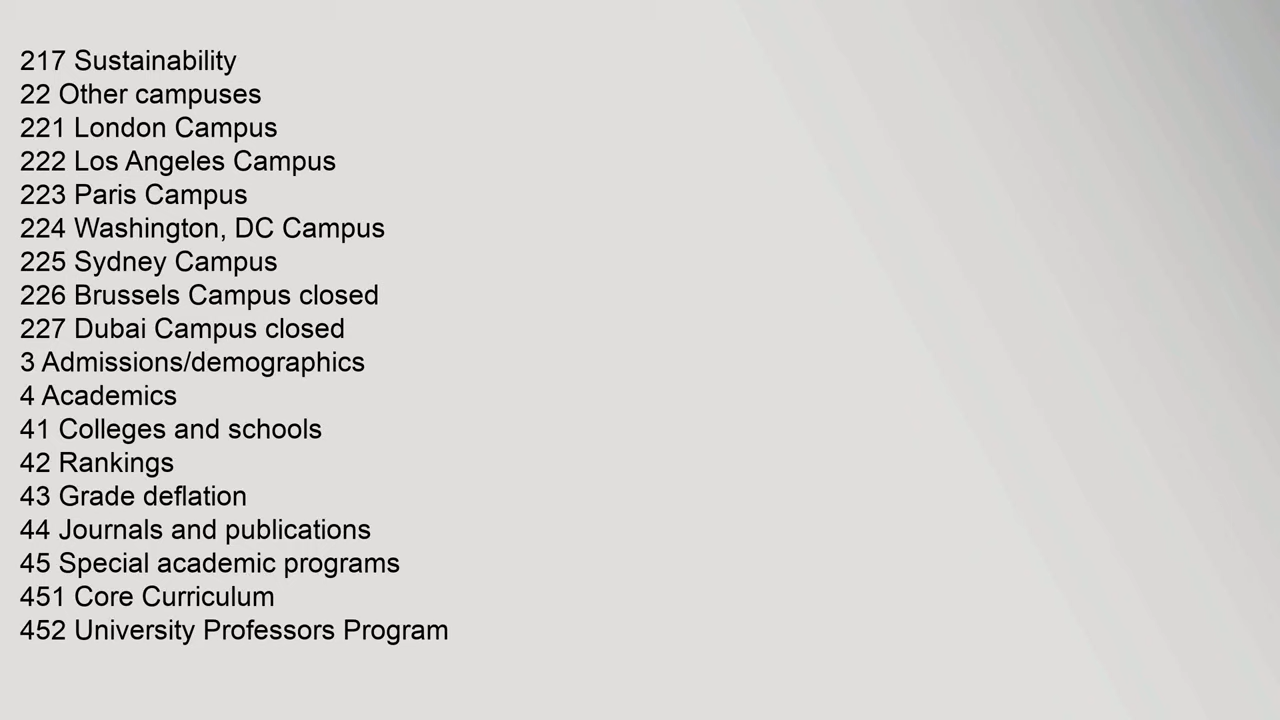 217 Sustainability
22 Other campuses
221 London Campus
222 Los Angeles Campus
223 Paris Campus
224 Washington, DC Campus
225 Sydney Campus
226 Brussels Campus closed
227 Dubai Campus closed
3 Admissions/demographics
4 Academics
41 Colleges and schools
42 Rankings
43 Grade deflation
44 Journals and publications
45 Special academic programs
451 Core Curriculum
452 University Professors Program